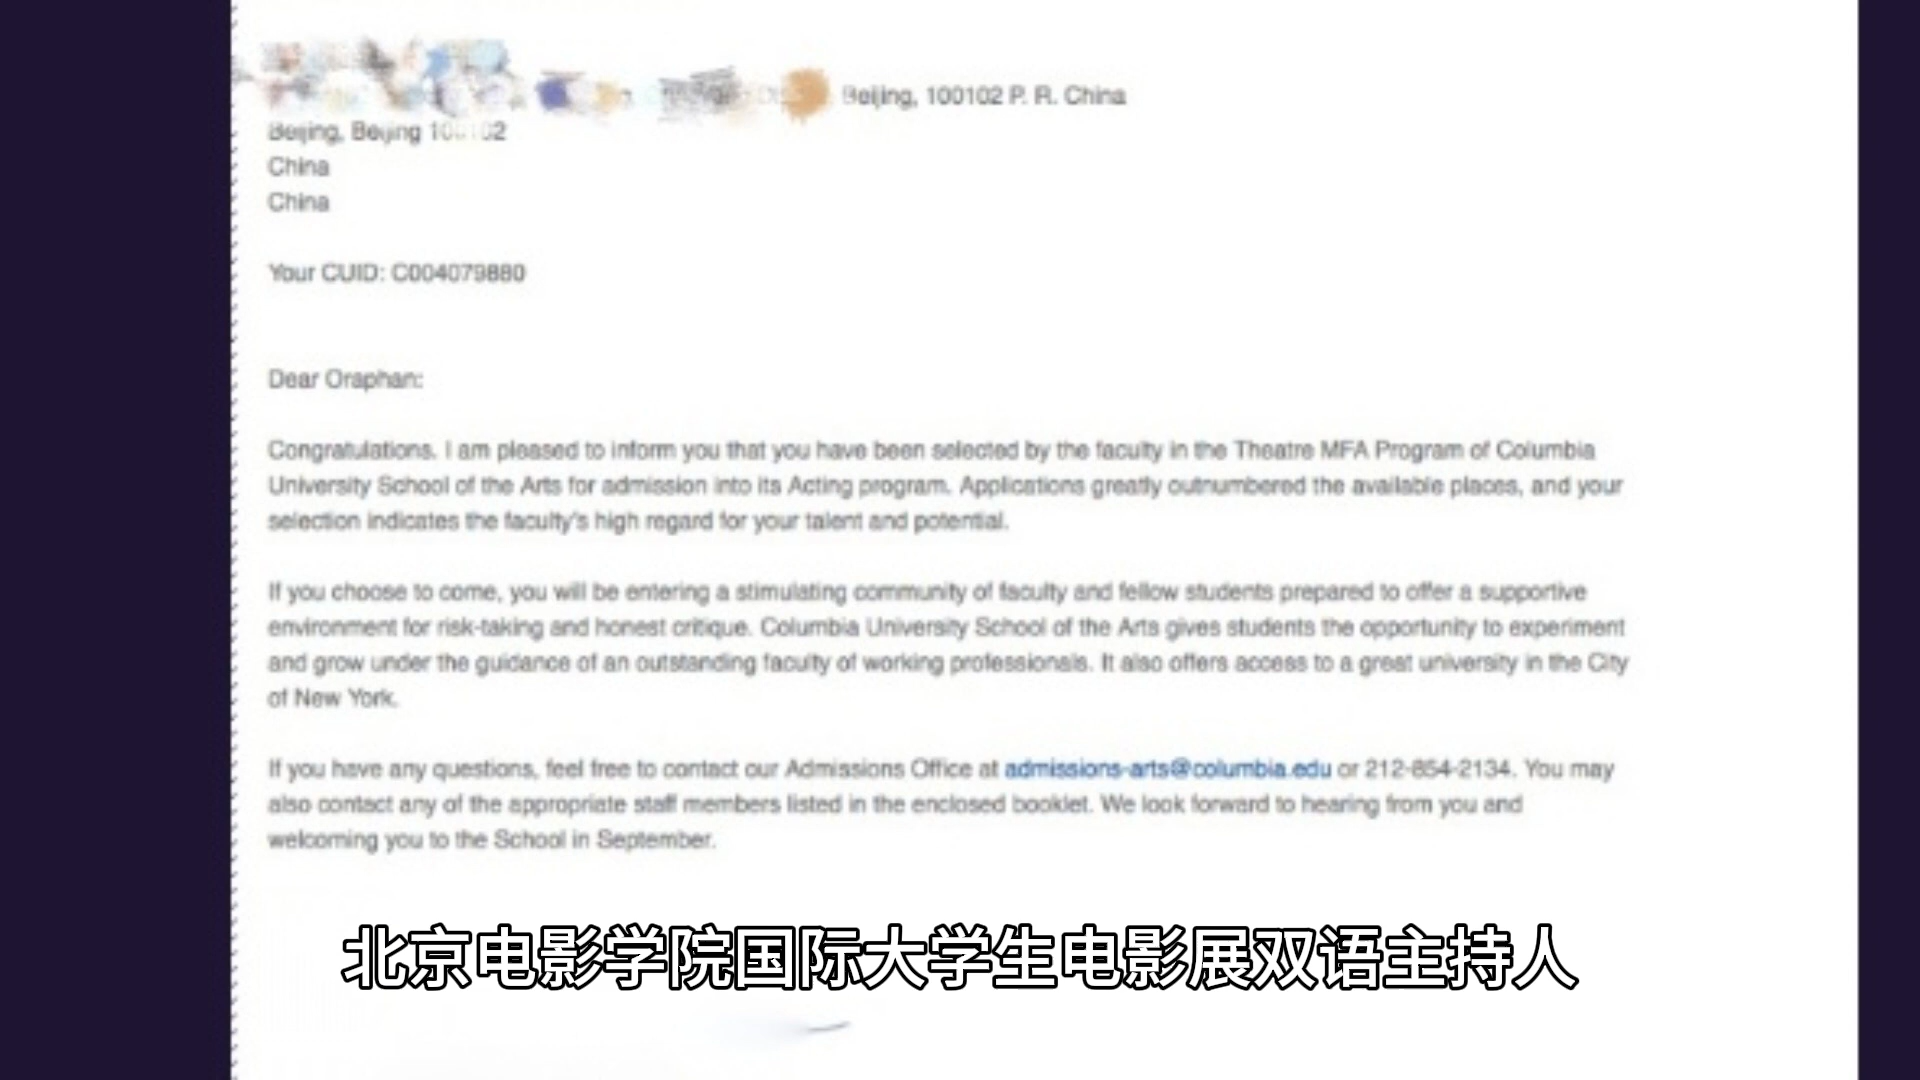 Beijing, 100102 P. R. China
Beijing, Beijing 100102
China
China
Your CUID: C004079880
Dear Oraphan:
Congratulations. I am pleased to inform you that you have been selected by the faculty in the Theatre MFA Program of Columbia
University School of the Arts for admission into its Acting program. Applications greatly outnumbered the available places, and your
selection indicates the faculty's high regard for your talent and potential.
If you choose to come, you will be entering a stimulating community of faculty and fellow students prepared to offer a supportive
environment for risk-taking and honest critique. Columbia University School of the Arts gives students the opportunity to experiment
and grow under the guidance of an outstanding faculty of working professionals. It also offers access to a great university in the City
of New York.
If you have any questions, feel free to contact our Admissions Office at admissions-arts@columbia.edu or 212-854-2134. You may
also contact any of the appropriate staff members listed in the enclosed booklet. We look forward to hearing from you and
welcoming you to the School in September.
北京电影学院国际大学生电影展双语主持人